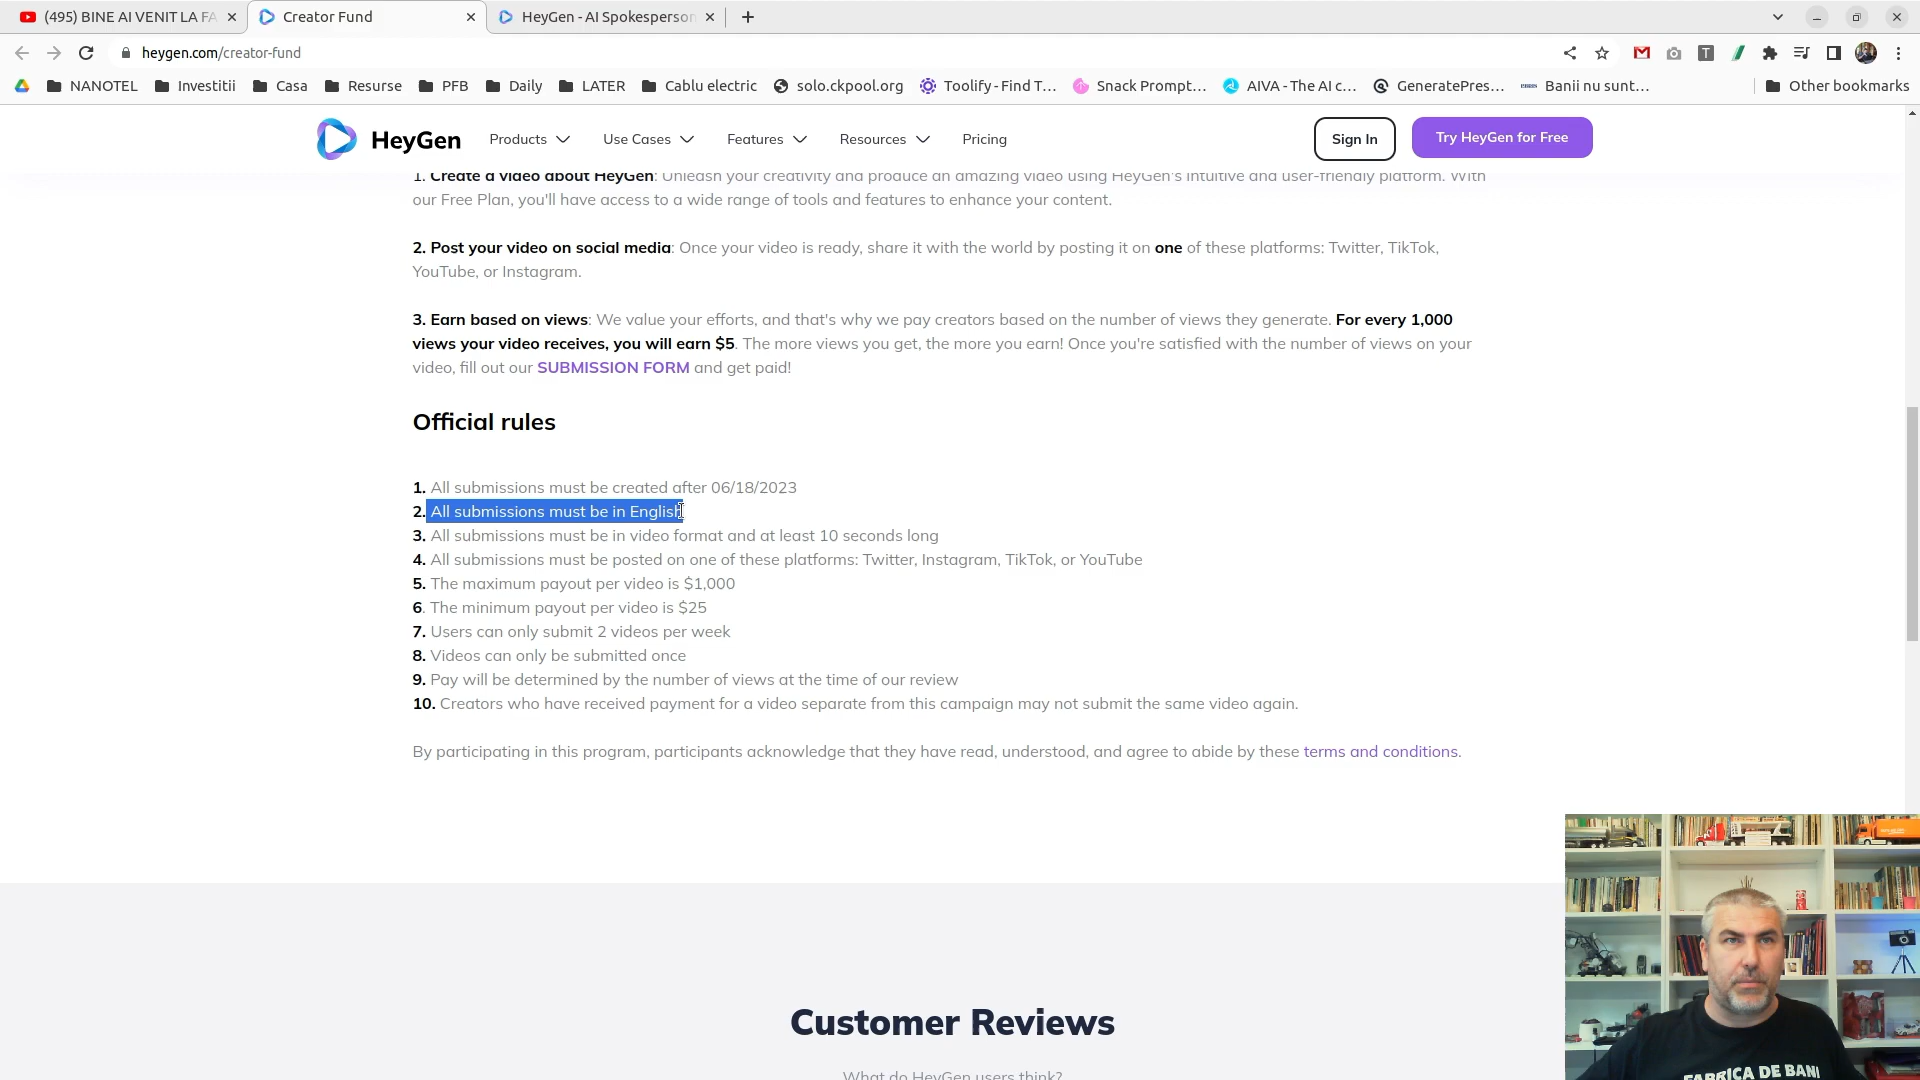 (495) BINE AI VENIT LA FA
Creator Fund
HeyGen - AI Spokesperson
heygen.com/creator-fund
NANOTEL
Investitii
Casa
Resurse
PFB
Daily
LATER
Cablu electric
solo.ckpool.org
Toolify - Find T...
Snack Prompt...
AIVA - The AI c...
GeneratePres...
Banii nu sunt...
Other bookmarks
HeyGen
Products
Use Cases
Features
Resources
Pricing
Sign In
Try HeyGen for Free
1. Create a video about HeyGen: Unleash your creativity and produce an amazing video using HeyGen's intuitive and user-friendly platform. With
our Free Plan, you'll have access to a wide range of tools and features to enhance your content.
2. Post your video on social media: Once your video is ready, share it with the world by posting it on one of these platforms: Twitter, TikTok,
YouTube, or Instagram.
3. Earn based on views: We value your efforts, and that's why we pay creators based on the number of views they generate. For every 1,000
views your video receives, you will earn $5. The more views you get, the more you earn! Once you're satisfied with the number of views on your
video, fill out our SUBMISSION FORM and get paid!
Official rules
1. All submissions must be created after 06/18/2023
2. All submissions must be in English
3. All submissions must be in video format and at least 10 seconds long
4. All submissions must be posted on one of these platforms: Twitter, Instagram, TikTok, or YouTube
5. The maximum payout per video is $1,000
6. The minimum payout per video is $25
7. Users can only submit 2 videos per week
8. Videos can only be submitted once
9. Pay will be determined by the number of views at the time of our review
10. Creators who have received payment for a video separate from this campaign may not submit the same video again.
By participating in this program, participants acknowledge that they have read, understood, and agree to abide by these terms and conditions.
Customer Reviews
What do HeyGen users think?
FABRICA DE BANI